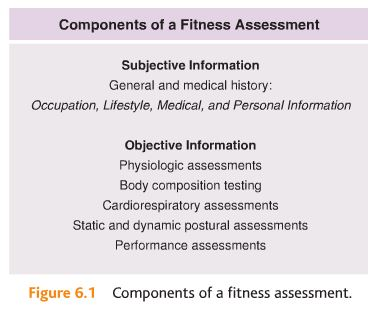 Components of a Fitness Assessment
Subjective Information
General and medical history:
Occupation, Lifestyle, Medical, and Personal Information
Objective Information
Physiologic assessments
Body composition testing
Cardiorespiratory assessments
Static and dynamic postural assessments
Performance assessments
Figure 6.1 Components of a fitness assessment.